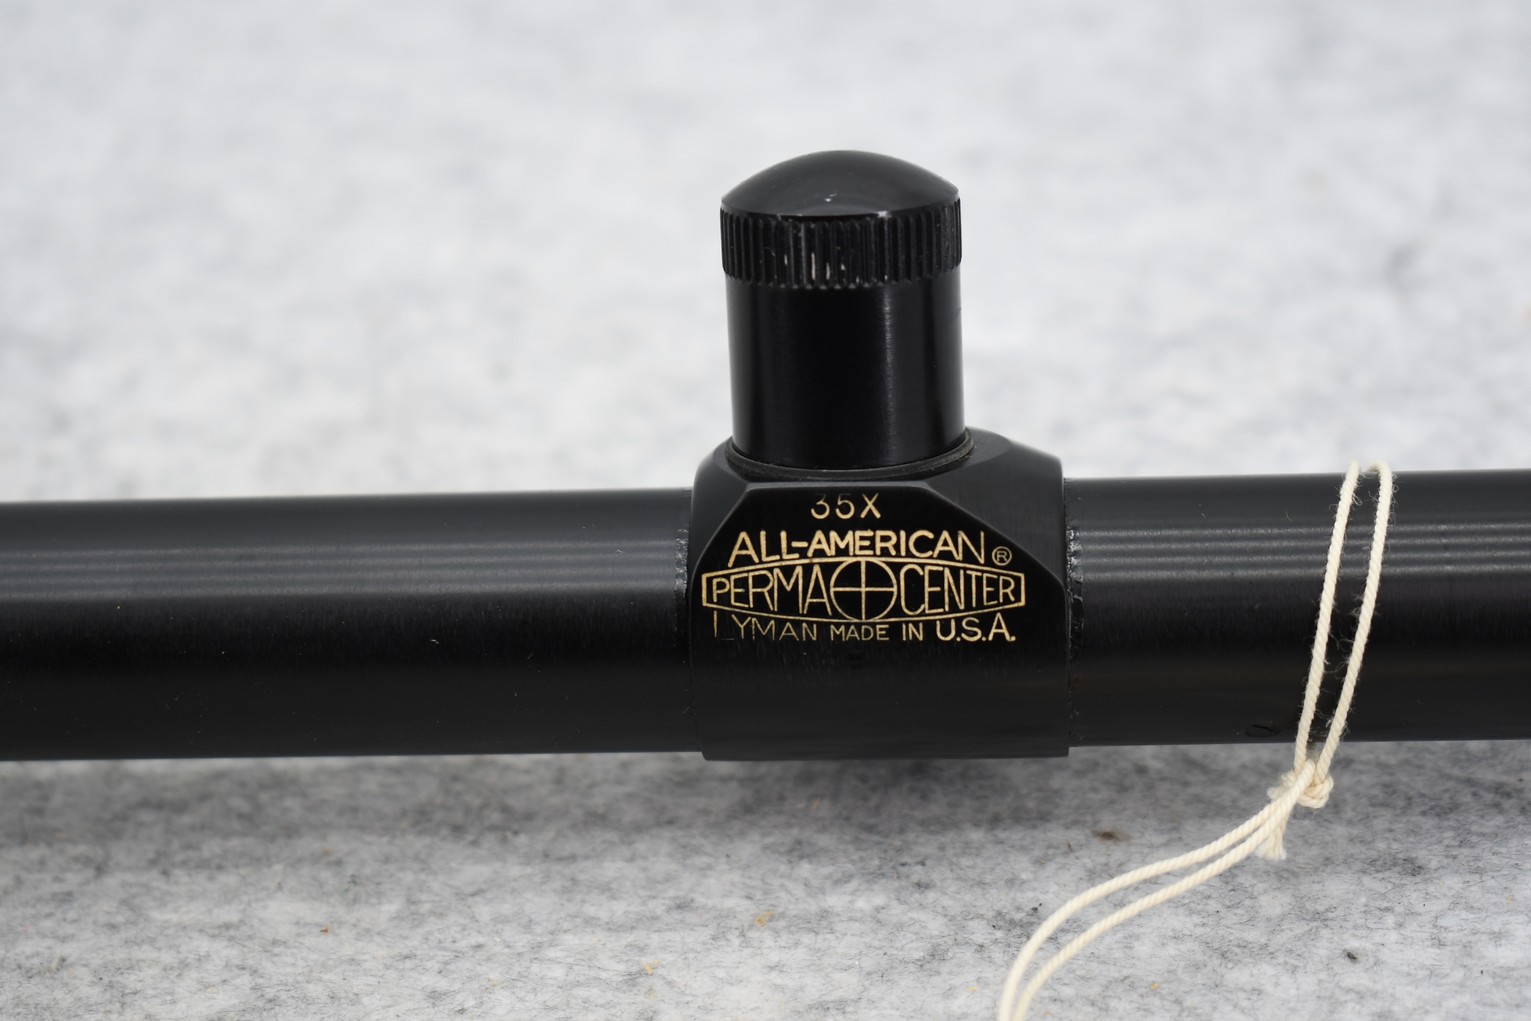 35X
ALL-AMERICAN®
PERMA CENTER
LYMAN MADE IN U.S.A.